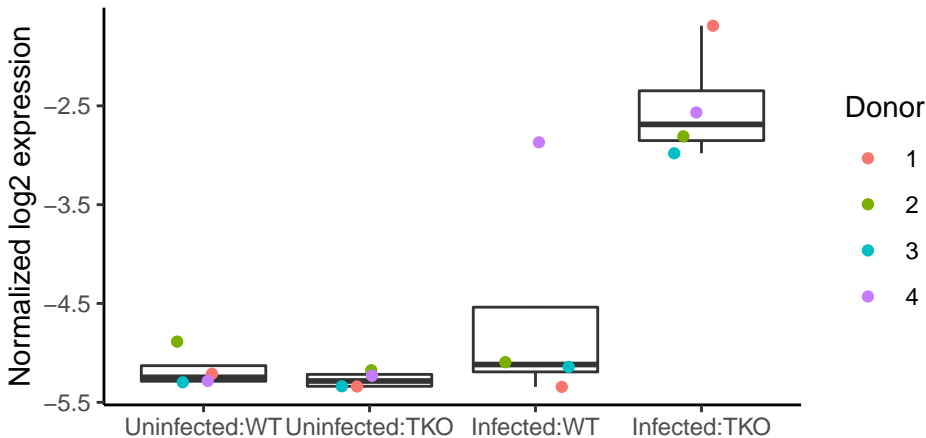 Normalized log2 expression
−2.5
−3.5
−4.5
−5.5
Uninfected:WT
Uninfected:TKO
Infected:WT
Infected:TKO
Donor
1
2
3
4